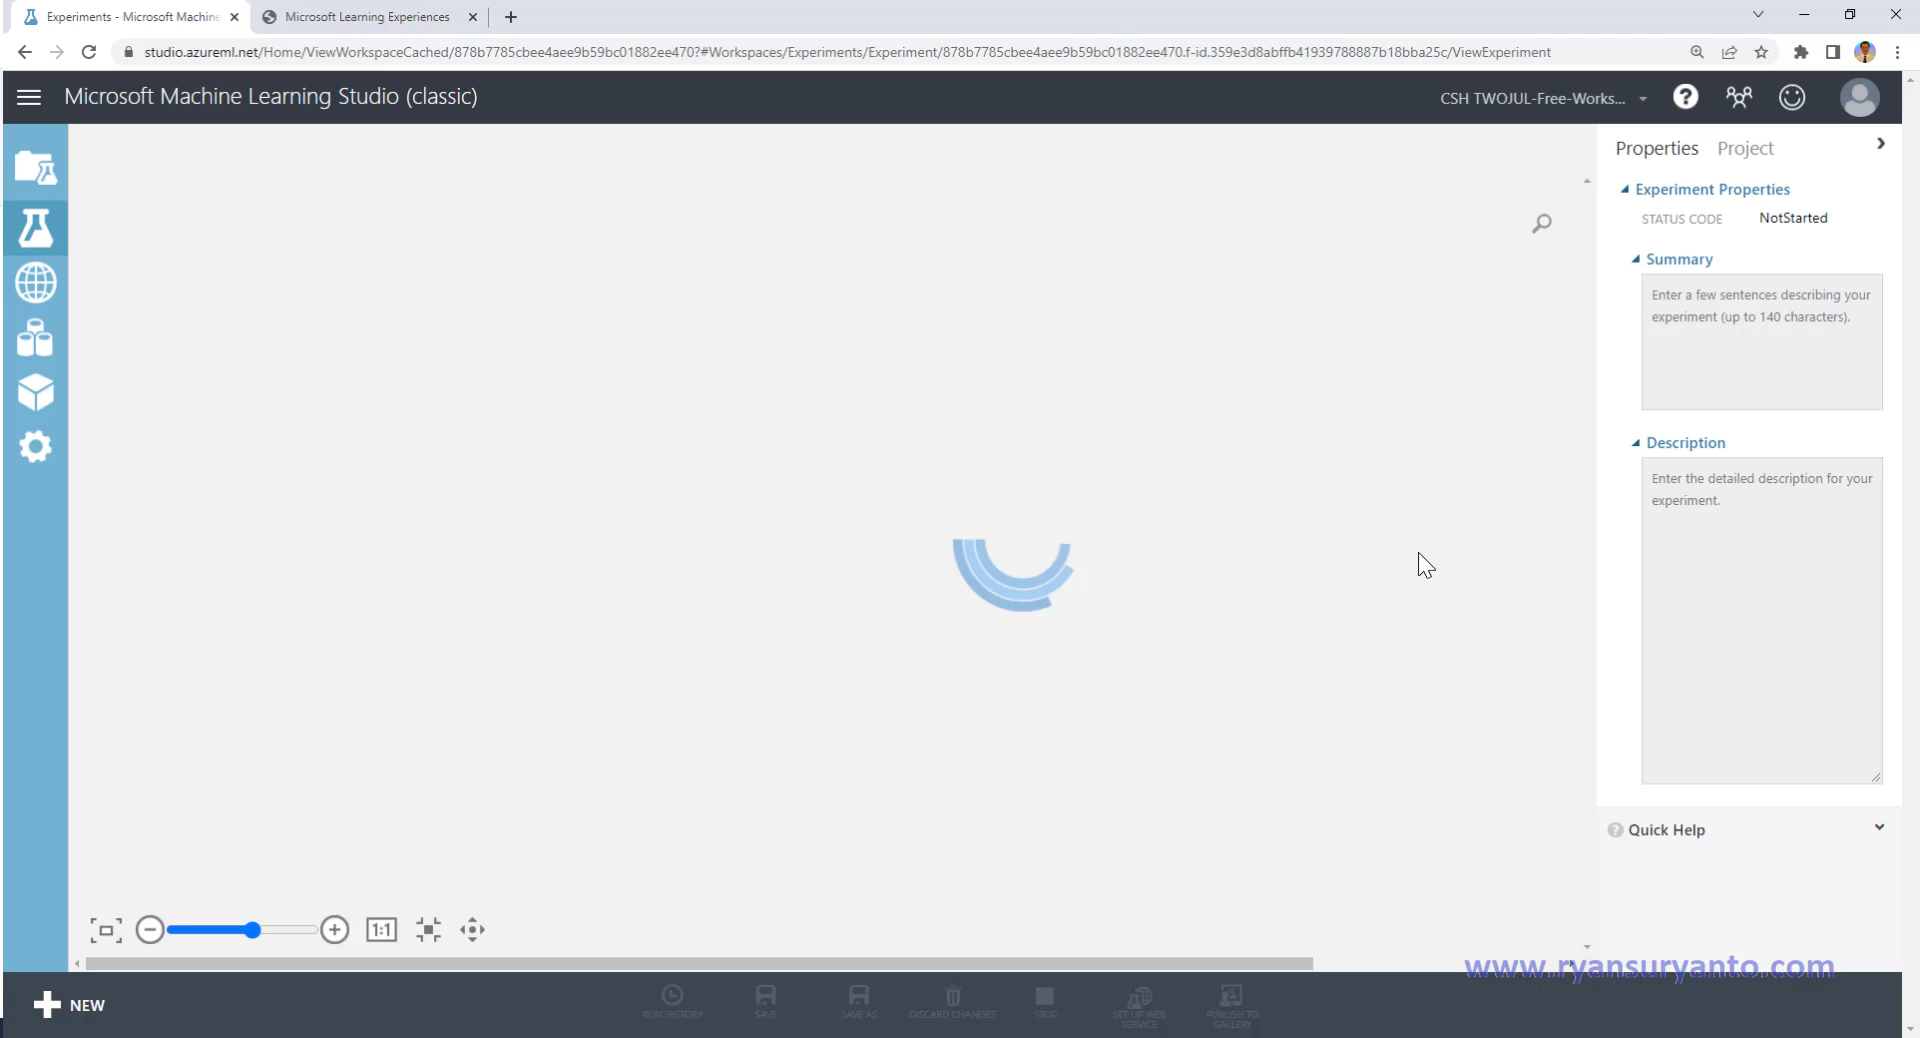 Experiments - Microsoft Machine
Microsoft Learning Experiences
studio.azureml.net/Home/ViewWorkspaceCached/878b7785cbee4aee9b59bc01882ee470?#Workspaces/Experiments/Experiment/878b7785cbee4aee9b59bc01882ee470.f-id.359e3d8abffb41939788887b18bba25c/ViewExperiment
Microsoft Machine Learning Studio (classic)
CSH TWOJUL-Free-Works...
Properties Project
Experiment Properties
STATUS CODE NotStarted
Summary
Enter a few sentences describing your
experiment (up to 140 characters).
Description
Enter the detailed description for your
experiment.
Quick Help
1:1
www.ryansuryanto.com
NEW
RUN HISTORY
SAVE
SAVE AS
DISCARD CHANGES
STOP
SET UP WEB
SERVICE
PUBLISH TO
GALLERY